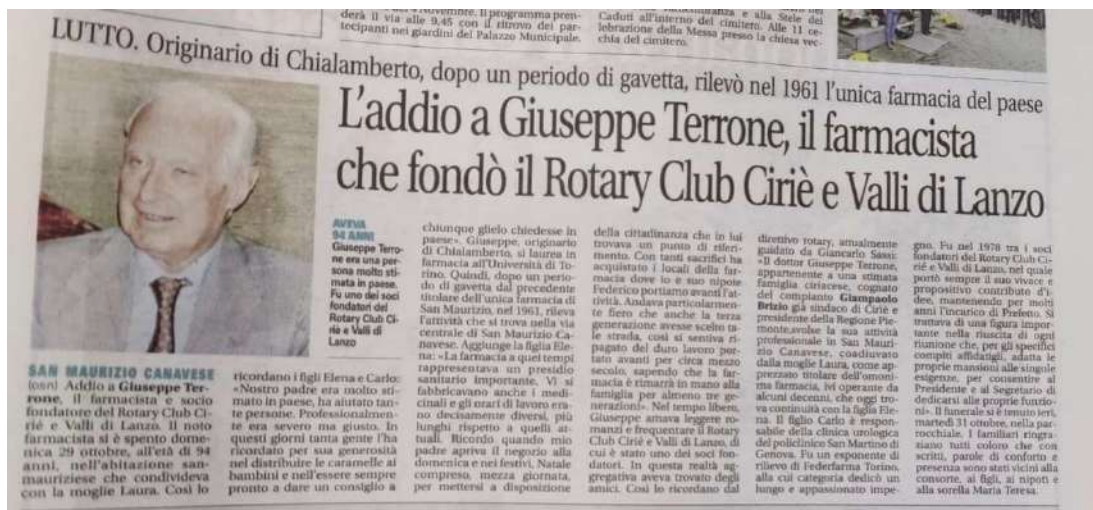 derà il via alle 9,45 con il ritrovo dei par-
tecipanti nei giardini del Palazzo Municipale.
Caduti all'interno del cimitero. Alle 11 ce-
lebrazione della Messa presso la chiesa vec-
chia del cimitero.
LUTTO. Originario di Chialamberto, dopo un periodo di gavetta, rilevò nel 1961 l'unica farmacia del paese
L'addio a Giuseppe Terrone, il farmacista
che fondò il Rotary Club Ciriè e Valli di Lanzo
AVEVA
94 ANNI
Giuseppe Terro-
ne era una per-
sona molto sti-
mata in paese.
Fu uno dei soci
fondatori del
Rotary Club Ci-
riè e Valli di
Lanzo
SAN MAURIZIO CANAVESE
Addio a Giuseppe Ter-
rone, il farmacista e socio
fondatore del Rotary Club Ci-
riè e Valli di Lanzo. Il noto
farmacista si è spento dome-
nica 29 ottobre, all'età di 94
anni, nell'abitazione san-
mauriziese che condivideva
con la moglie Laura. Così lo
ricordano i figli Elena e Carlo:
«Nostro padre era molto sti-
mato in paese, ha aiutato tan-
te persone. Professionalmen-
te era severo ma giusto. In
questi giorni tanta gente l'ha
ricordato per sua generosità
nel distribuire le caramelle ai
bambini e nell'essere sempre
pronto a dare un consiglio a
chiunque glielo chiedesse in
paese». Giuseppe, originario
di Chialamberto, si laurea in
farmacia all'Università di To-
rino. Quindi, dopo un perio-
do di gavetta dal precedente
titolare dell'unica farmacia di
San Maurizio, nel 1961, rileva
l'attività che si trova nella via
centrale di San Maurizio Ca-
navese. Aggiunge la figlia Ele-
na: «La farmacia a quei tempi
rappresentava un presidio
sanitario importante. Vi si
fabbricavano anche i medi-
cinali e gli orari di lavoro era-
no decisamente diversi, più
lunghi rispetto a quelli at-
tuali. Ricordo quando mio
padre apriva il negozio alla
domenica e nei festivi, Natale
compreso, mezza giornata,
per mettersi a disposizione
della cittadinanza che in lui
trovava un punto di riferi-
mento. Con tanti sacrifici ha
acquistato i locali della far-
macia dove io e suo nipote
Federico portiamo avanti l'at-
tività. Andava particolarmen-
te fiero che anche la terza
generazione avesse scelto ta-
le strada, così si sentiva ri-
pagato del duro lavoro por-
tato avanti per circa mezzo
secolo, sapendo che la far-
macia è rimarrà in mano alla
famiglia per almeno tre ge-
nerazioni». Nel tempo libero,
Giuseppe amava leggere ro-
manzi e frequentare il Rotary
Club Ciriè e Valli di Lanzo, di
cui è stato uno dei soci fon-
datori. In questa realtà ag-
gregativa aveva trovato degli
amici. Così lo ricordano dal
direttivo rotary, attualmente
guidato da Giancarlo Sassi:
«Il dottor Giuseppe Terrone,
appartenente a una stimata
famiglia ciriacese, cognato
del compianto Giampaolo
Brizio già sindaco di Ciriè e
presidente della Regione Pie-
monte,svolse la sua attività
professionale in San Mauri-
zio Canavese, coadiuvato
dalla moglie Laura, come ap-
prezzato titolare dell'omoni-
ma farmacia, ivi operante da
alcuni decenni, che oggi tro-
va continuità con la figlia Ele-
na. Il figlio Carlo è respon-
sabile della clinica urologica
del policlinico San Martino di
Genova. Fu un esponente di
rilievo di Federfarma Torino,
alla cui categoria dedicò un
lungo e appassionato impe-
gno. Fu nel 1978 tra i soci
fondatori del Rotary Club Ci-
riè e Valli di Lanzo, nel quale
portò sempre il suo vivace e
propositivo contributo d'i-
dee, mantenendo per molti
anni l'incarico di Prefeno. Si
trattava di una figura impor-
tante nella riuscita di ogni
riunione che, per gli specifici
compiti affidatigli, adatta le
proprie mansioni alle singole
esigenze, per consentire al
Presidente e al Segretario di
dedicarsi alle proprie funzio-
ni». Il funerale si è tenuto ieri,
martedì 31 ottobre, nella par-
rocchiale. I familiari ringra-
ziano tutti coloro che con
scritti, parole di conforto e
presenza sono stati vicini alla
consorte, ai figli, ai nipoti e
alla sorella Maria Teresa.